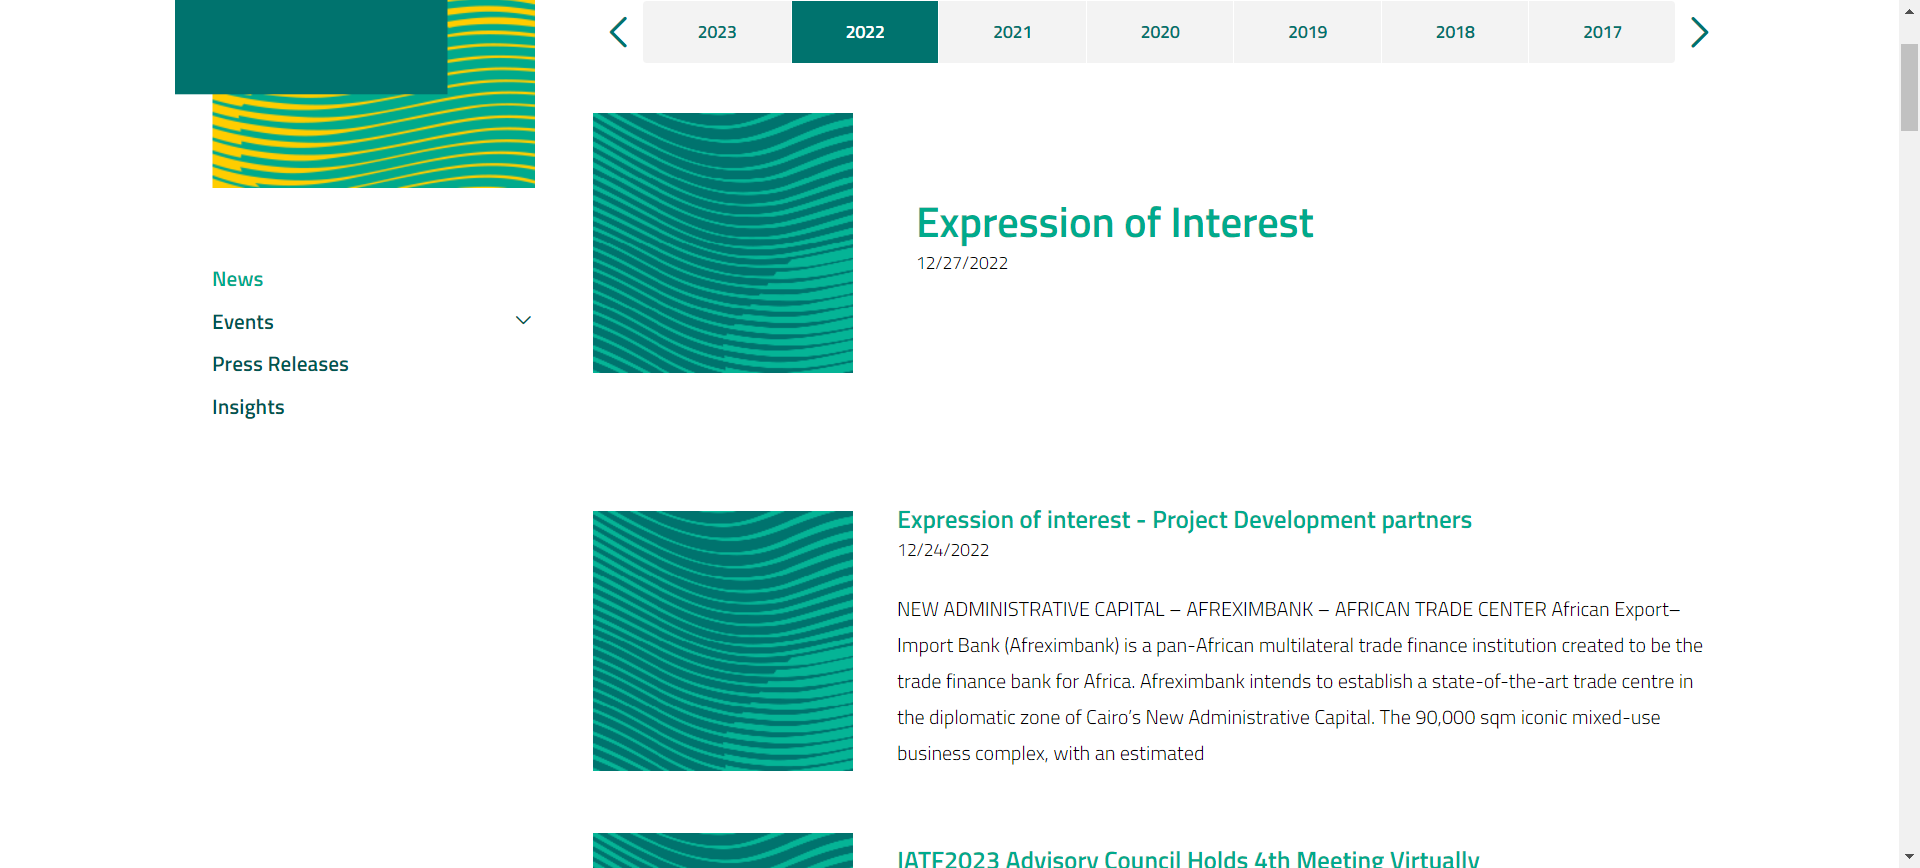 2023 2022 2021 2020 2019 2018 2017
News
Events
Press Releases
Insights
Expression of Interest
12/27/2022
Expression of interest - Project Development partners
12/24/2022
NEW ADMINISTRATIVE CAPITAL – AFREXIMBANK – AFRICAN TRADE CENTER African Export–
Import Bank (Afreximbank) is a pan-African multilateral trade finance institution created to be the
trade finance bank for Africa. Afreximbank intends to establish a state-of-the-art trade centre in
the diplomatic zone of Cairo’s New Administrative Capital. The 90,000 sqm iconic mixed-use
business complex, with an estimated
IATF2023 Advisory Council Holds 4th Meeting Virtually